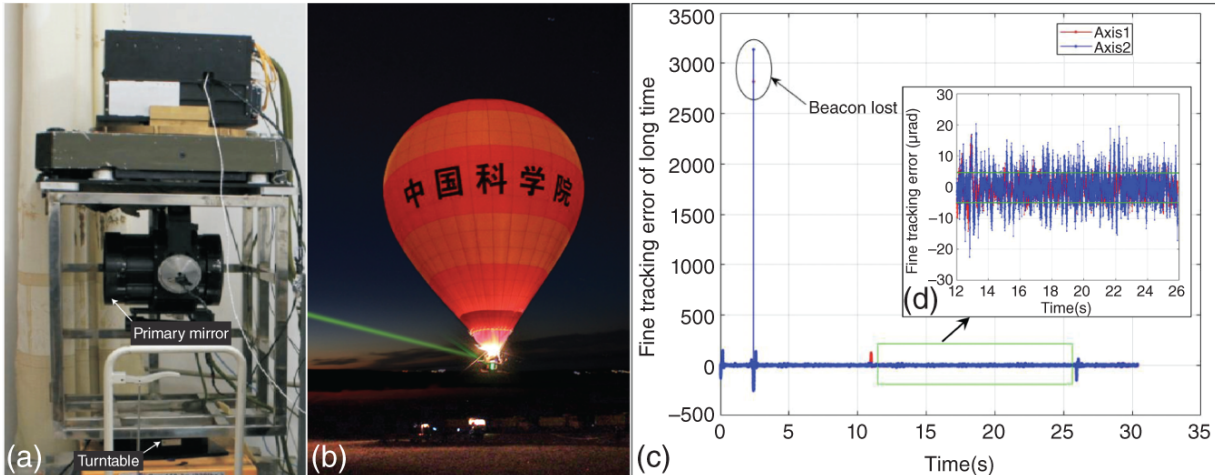 Primary mirror
Turntable
(a)
中国科学院
(b)
Fine tracking error of long time
3500
3000
2500
2000
1500
1000
500
0
−500
0
5
10
15
20
25
30
35
Time(s)
Axis1
Axis2
Beacon lost
(c)
Fine tracking error (μrad)
30
20
10
0
−10
−20
−30
12
14
16
18
20
22
24
26
Time(s)
(d)